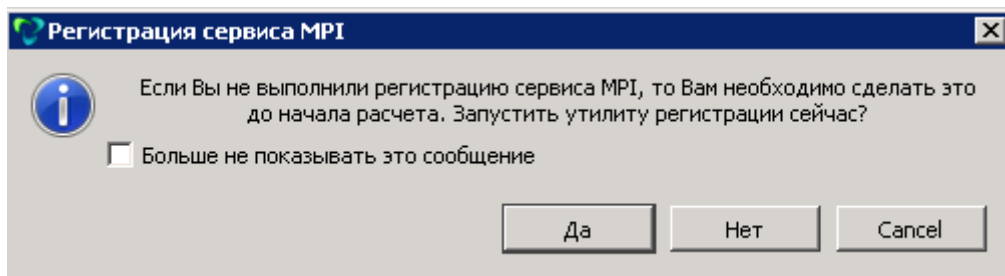 Регистрация сервиса MPI
Если Вы не выполнили регистрацию сервиса MPI, то Вам необходимо сделать это
до начала расчета. Запустить утилиту регистрации сейчас?
Больше не показывать это сообщение
Да
Нет
Cancel